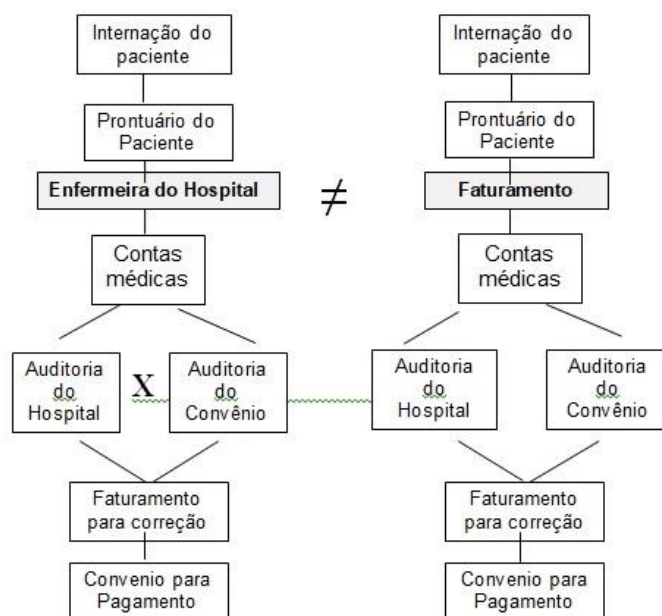 Internação do
paciente
Prontuário do
Paciente
Enfermeira do Hospital
Contas
médicas
Auditoria
do
Hospital
X
Auditoria
do
Convênio
Faturamento
para correção
Convenio para
Pagamento
≠
Internação do
paciente
Prontuário do
Paciente
Faturamento
Contas
médicas
Auditoria
do
Hospital
Auditoria
do
Convênio
Faturamento
para correção
Convenio para
Pagamento